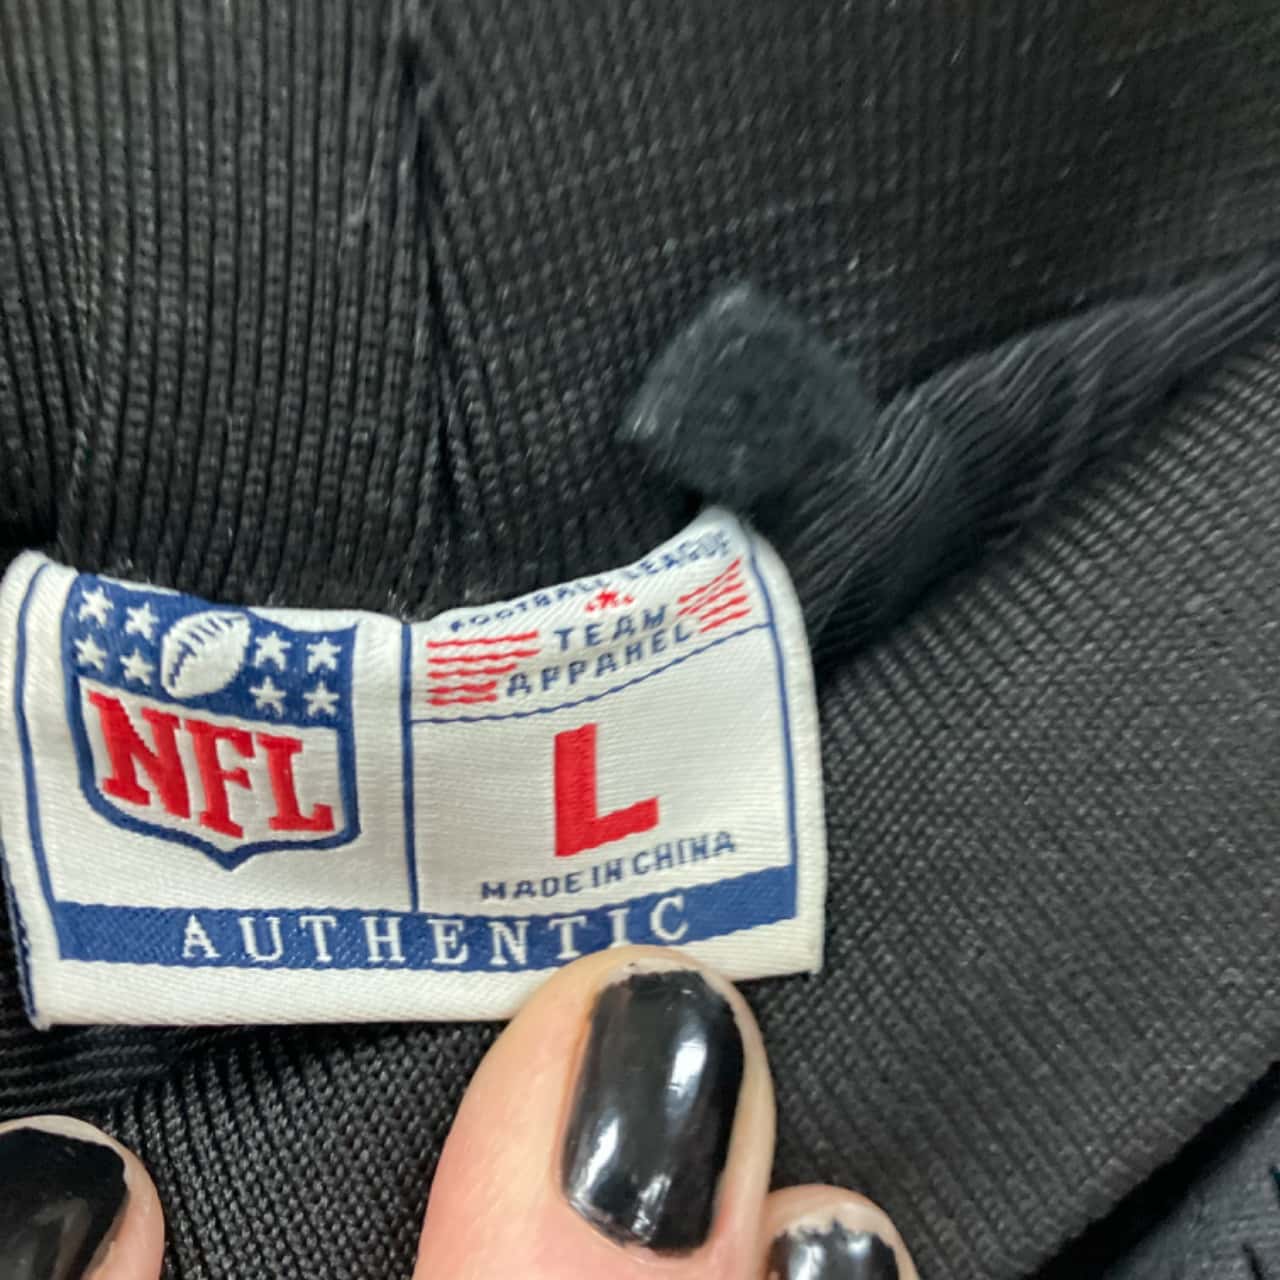 NFL
FOOTBALL LEAGUE
TEAM
APPAREL
L
MADE IN CHINA
AUTHENTIC